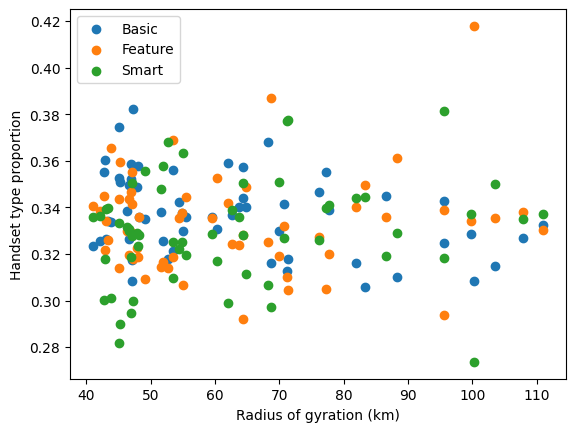 Basic
Feature
Smart
0.42
0.40
0.38
0.36
0.34
0.32
0.30
0.28
Handset type proportion
40 50 60 70 80 90 100 110
Radius of gyration (km)